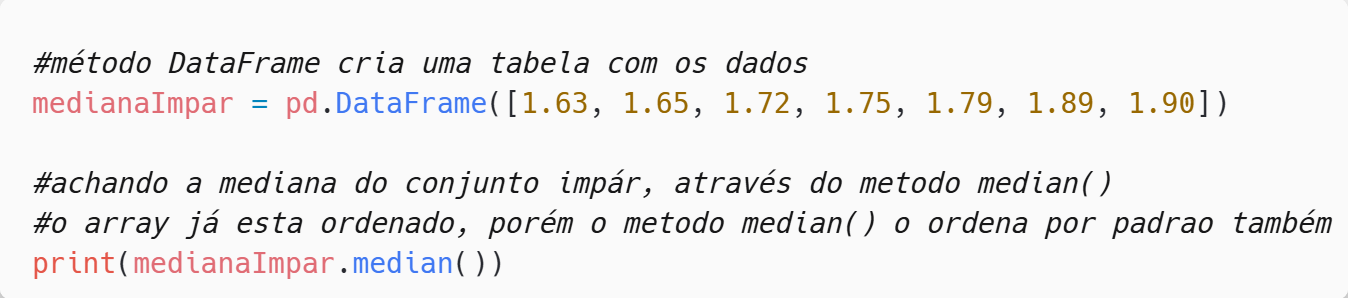 #método DataFrame cria uma tabela com os dados
medianaImpar = pd.DataFrame([1.63, 1.65, 1.72, 1.75, 1.79, 1.89, 1.90])
#achando a mediana do conjunto impár, através do metodo median()
#o array já esta ordenado, porém o metodo median() o ordena por padrao também
print(medianaImpar.median())